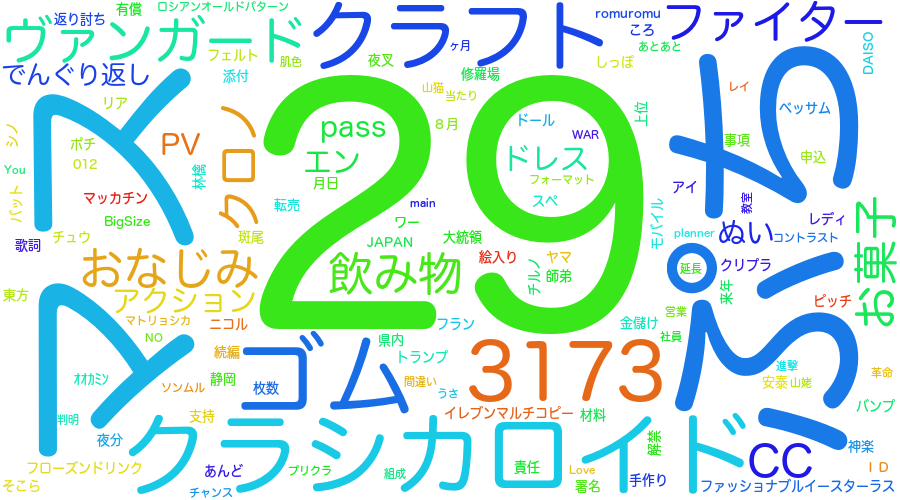 有償
ロシアンオールドパターン
返り討ち
ヴァンガード
クラフト
ファイター
romuromu
ころ
あとあと
フェルト
肌色
夜叉
ヶ月
修羅場
しっぽ
DAISO
でんぐり返し
添付
山猫
当たり
レイ
ベッサム
リア
PV
pass
8月
ドール
WAR
上位
シノ
ポチ
012
クロノ
エン
ドレス
事項
申込
You
マッカチン
林檎
月日
フォーマット
アイ
教室
バット
BigSize
転売
main
スペ
モバイル
planner
ぬい
レディ
コントラスト
歌詞
チュウ
斑尾
ワー
JAPAN
大統領
絵入り
ヤマ
師弟
チルノ
お菓子
おなじみ
飲み物
29
ちぷい
延長
クリプラ
来年
東方
アクション
マトリョシカ
NO
ニコル
フラン
金儲け
営業
社員
ピッチ
続編
ゴム
県内
トランプ
3173
ｵｵｶﾐﾝ
ソンムル
静岡
枚数
間違い
うさ
進撃
安泰
山姥
革命
判明
支持
イレブンマルチコピー
材料
バンプ
夜分
クラシカロイド
解禁
CC
神楽
フローズンドリンク
あんど
プリクラ
組成
責任
Love
手作り
ＩＤ
そこら
チャンス
署名
ファッショナブルイースターラス